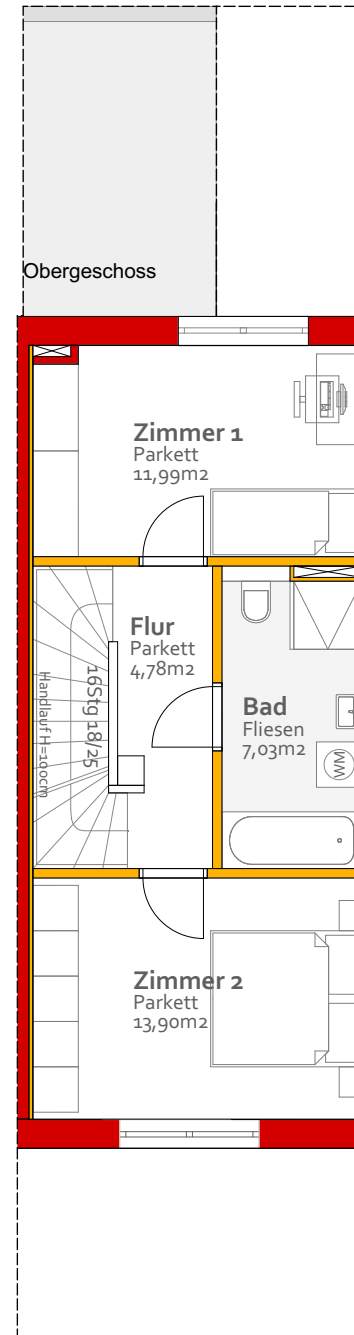 Obergeschoss
Zimmer 1
Parkett
11,99m2
Flur
Parkett
4,78m2
16Stg 18/25
Handlauf H=100cm
Bad
Fliesen
7,03m2
WM
Zimmer 2
Parkett
13,90m2